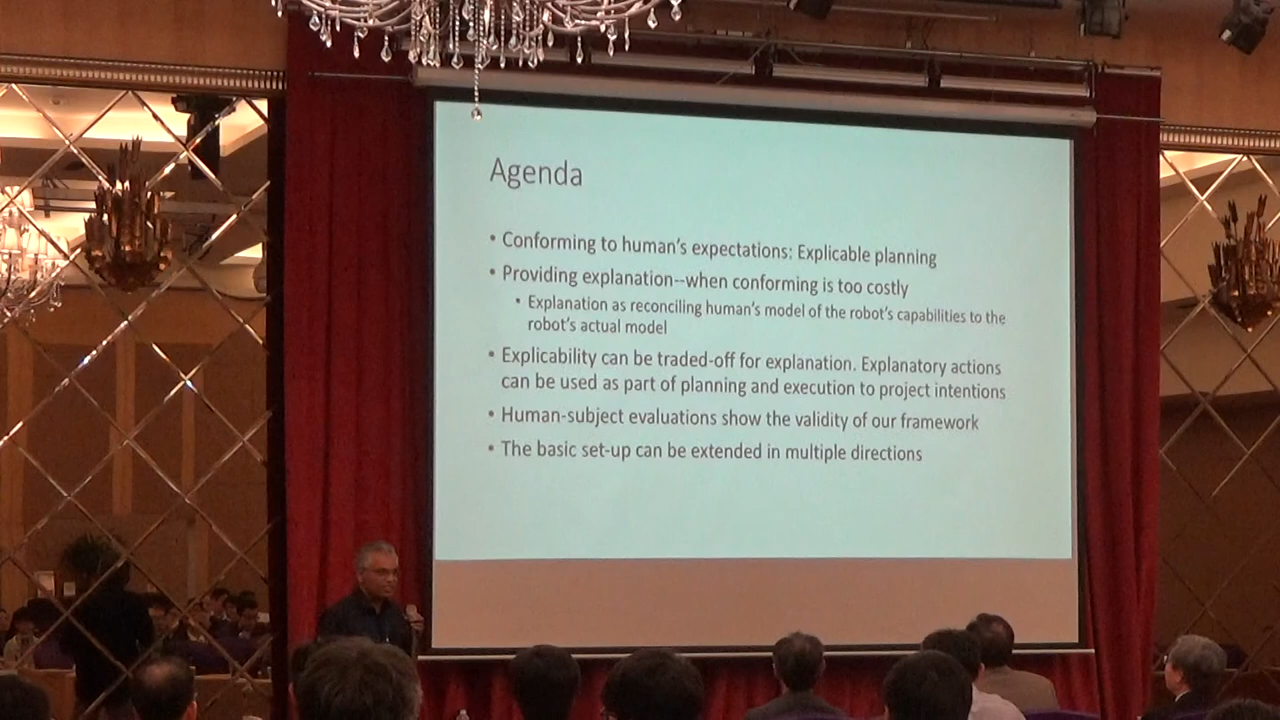 Agenda
• Conforming to human's expectations: Explicable planning
• Providing explanation--when conforming is too costly
• Explanation as reconciling human's model of the robot's capabilities to the
robot's actual model
• Explicability can be traded-off for explanation. Explanatory actions
can be used as part of planning and execution to project intentions
• Human-subject evaluations show the validity of our framework
• The basic set-up can be extended in multiple directions